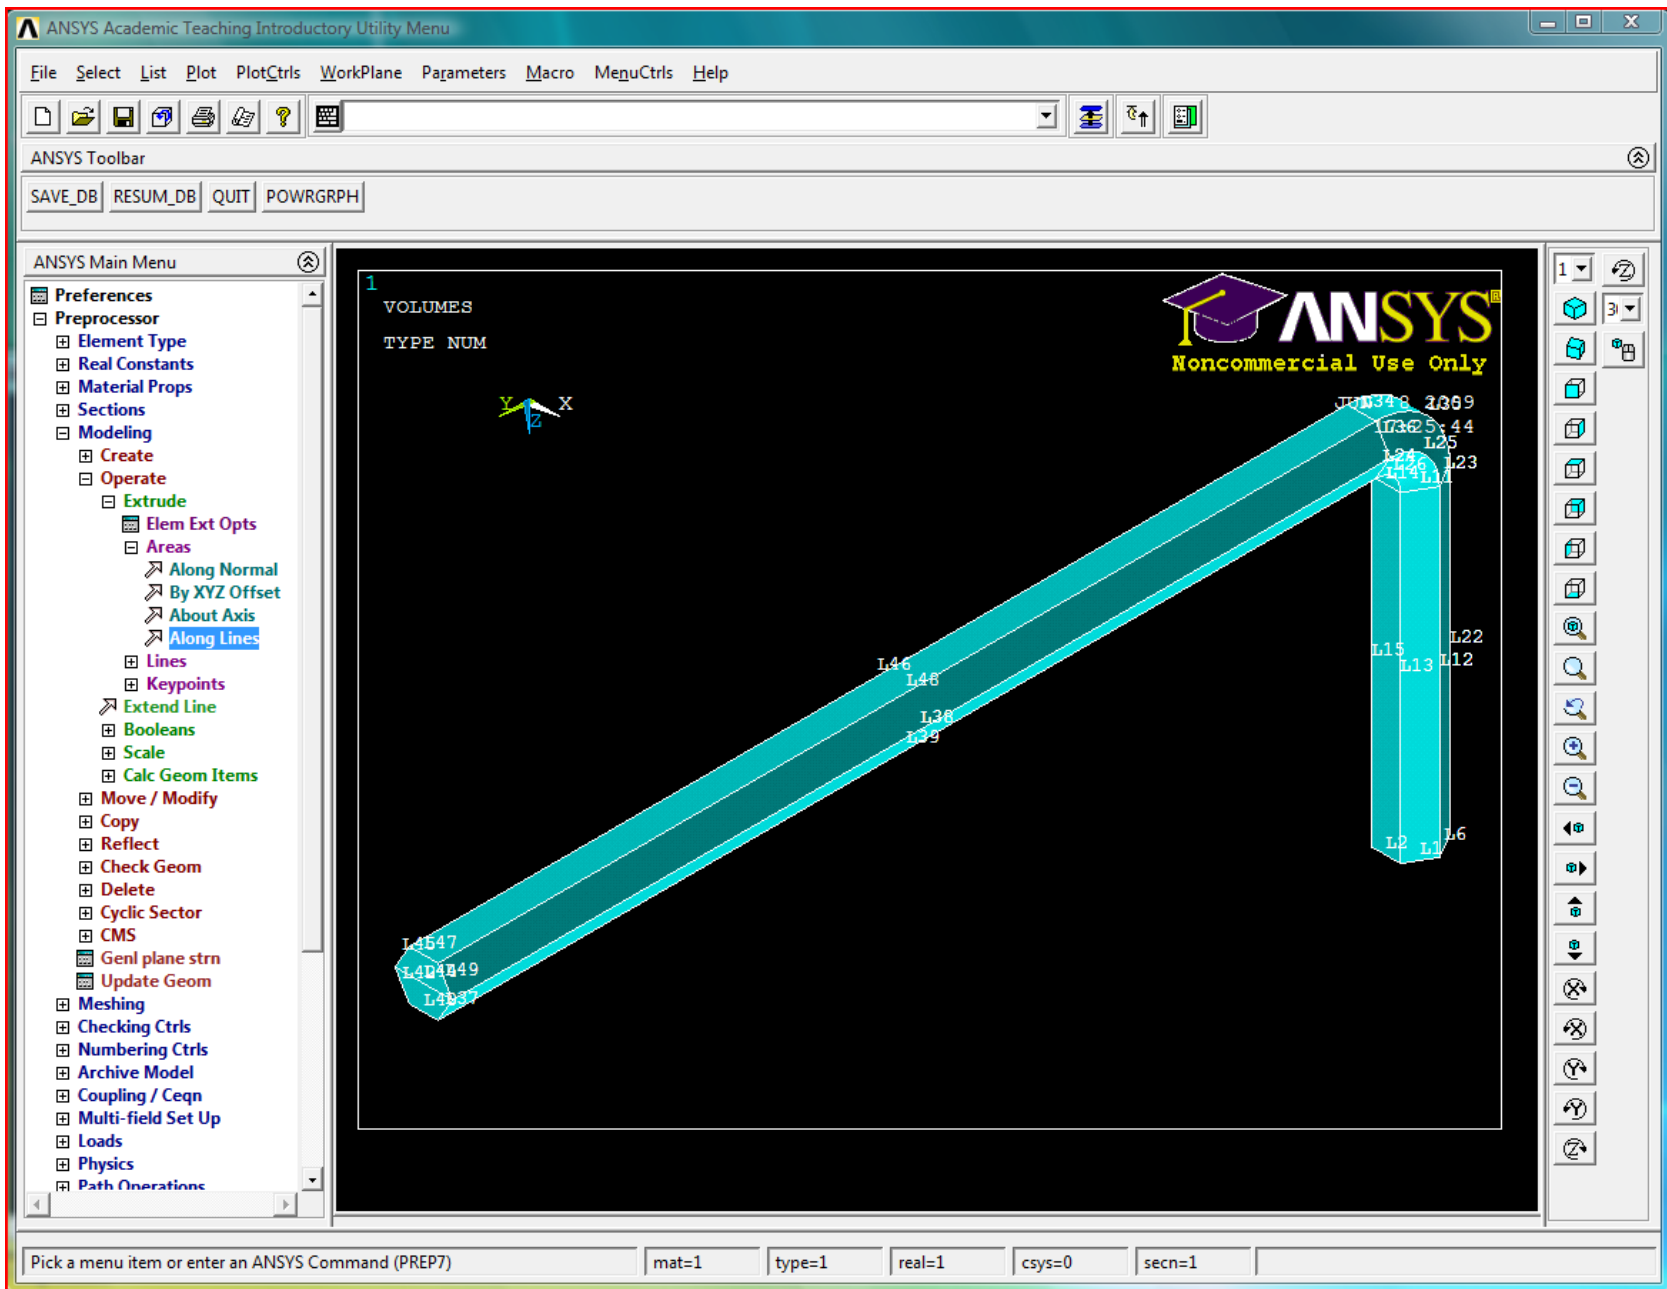 ANSYS Academic Teaching Introductory Utility Menu
File Select List Plot PlotCtrls WorkPlane Parameters Macro MenuCtrls Help
ANSYS Toolbar
SAVE_DB RESUM_DB QUIT POWRGRPH
ANSYS Main Menu
Preferences
Preprocessor
Element Type
Real Constants
Material Props
Sections
Modeling
Create
Operate
Extrude
Elem Ext Opts
Areas
Along Normal
By XYZ Offset
About Axis
Along Lines
Lines
Keypoints
Extend Line
Booleans
Scale
Calc Geom Items
Move / Modify
Copy
Reflect
Check Geom
Delete
Cyclic Sector
CMS
Genl plane strn
Update Geom
Meshing
Checking Ctrls
Numbering Ctrls
Archive Model
Coupling / Ceqn
Multi-field Set Up
Loads
Physics
Path Operations
1
VOLUMES
TYPE NUM
ANSYS®
Noncommercial Use Only
Y X
Z
L25
L23
L11
L22
L15
L13 L12
L46
L48
L38
L39
L2 L1 L6
1
Z
X
X
Y
Y
Z
Pick a menu item or enter an ANSYS Command (PREP7) mat=1 type=1 real=1 csys=0 secn=1